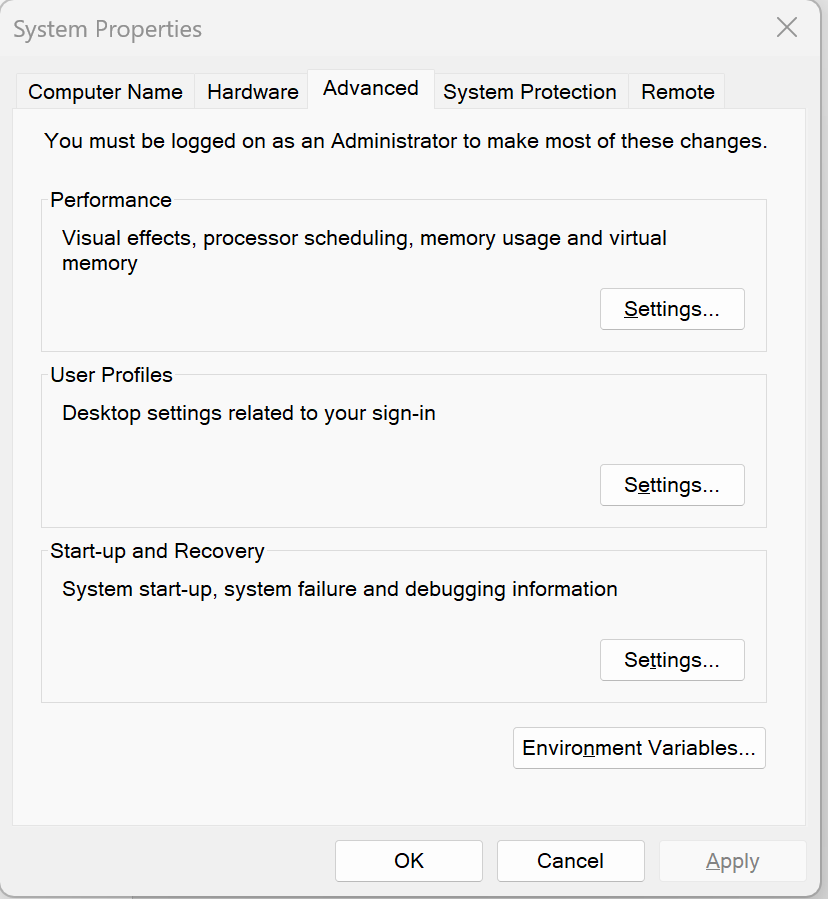 System Properties
Computer Name Hardware Advanced System Protection Remote
You must be logged on as an Administrator to make most of these changes.
Performance
Visual effects, processor scheduling, memory usage and virtual
memory
Settings...
User Profiles
Desktop settings related to your sign-in
Settings...
Start-up and Recovery
System start-up, system failure and debugging information
Settings...
Environment Variables...
OK Cancel Apply